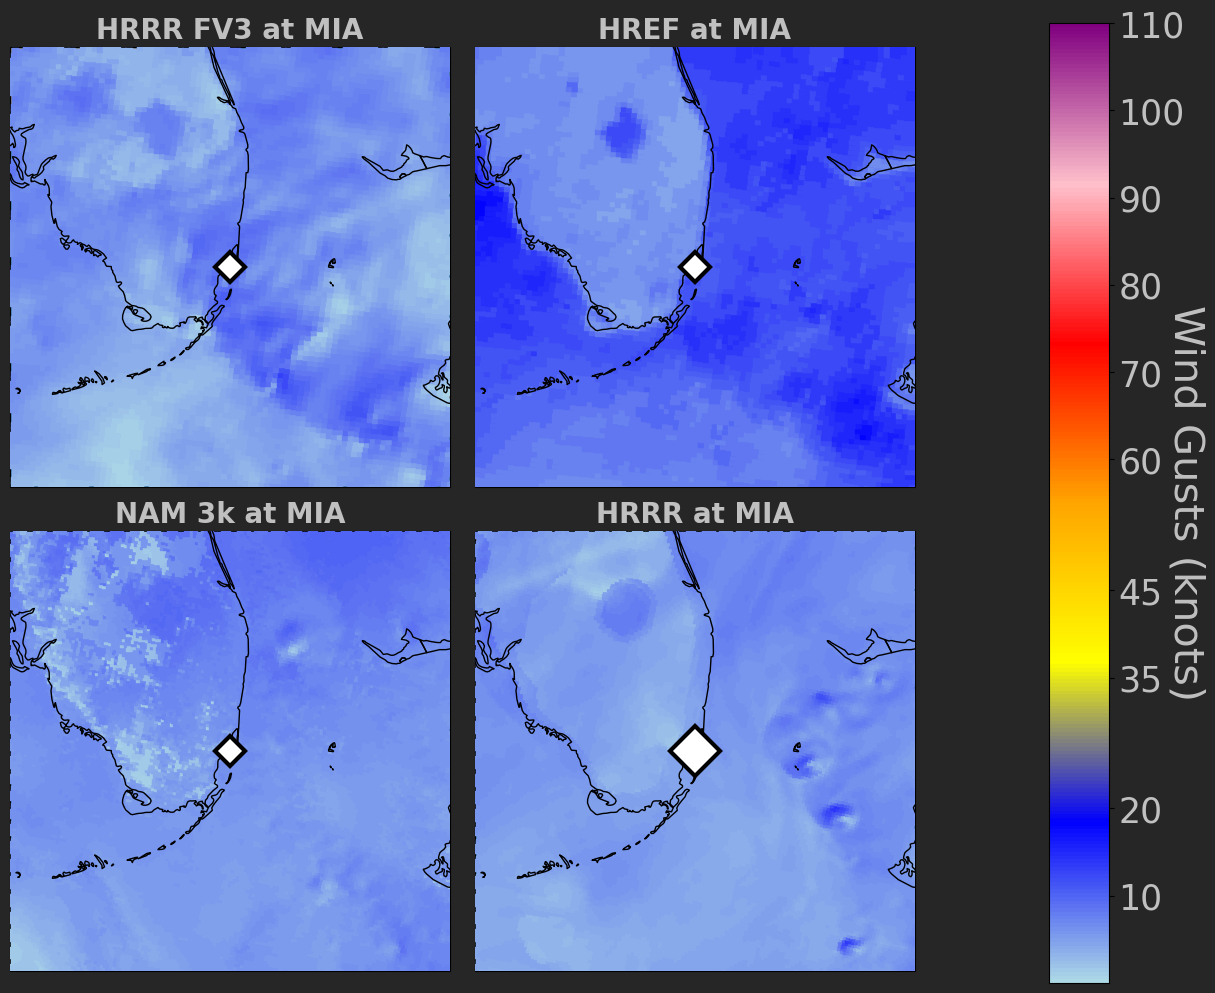 HRRR FV3 at MIA
HREF at MIA
NAM 3k at MIA
HRRR at MIA
110
100
90
80
70
60
45
35
20
10
Wind Gusts (knots)